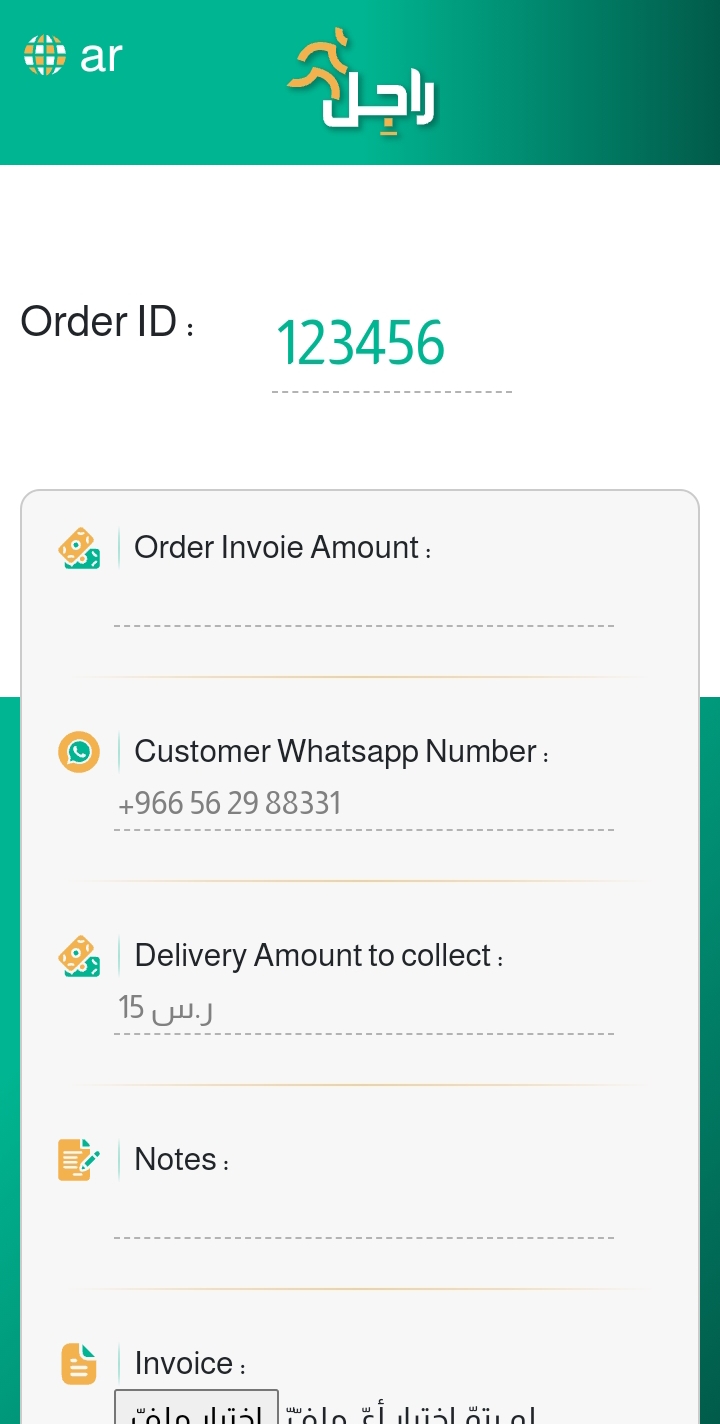 ar
راجل
Order ID :
123456
Order Invoie Amount :
Customer Whatsapp Number :
+966 56 29 88331
Delivery Amount to collect :
15 ر.س
Notes :
Invoice :
اختيار ملفّ لم يتمّ اختيار أيّ ملفّ